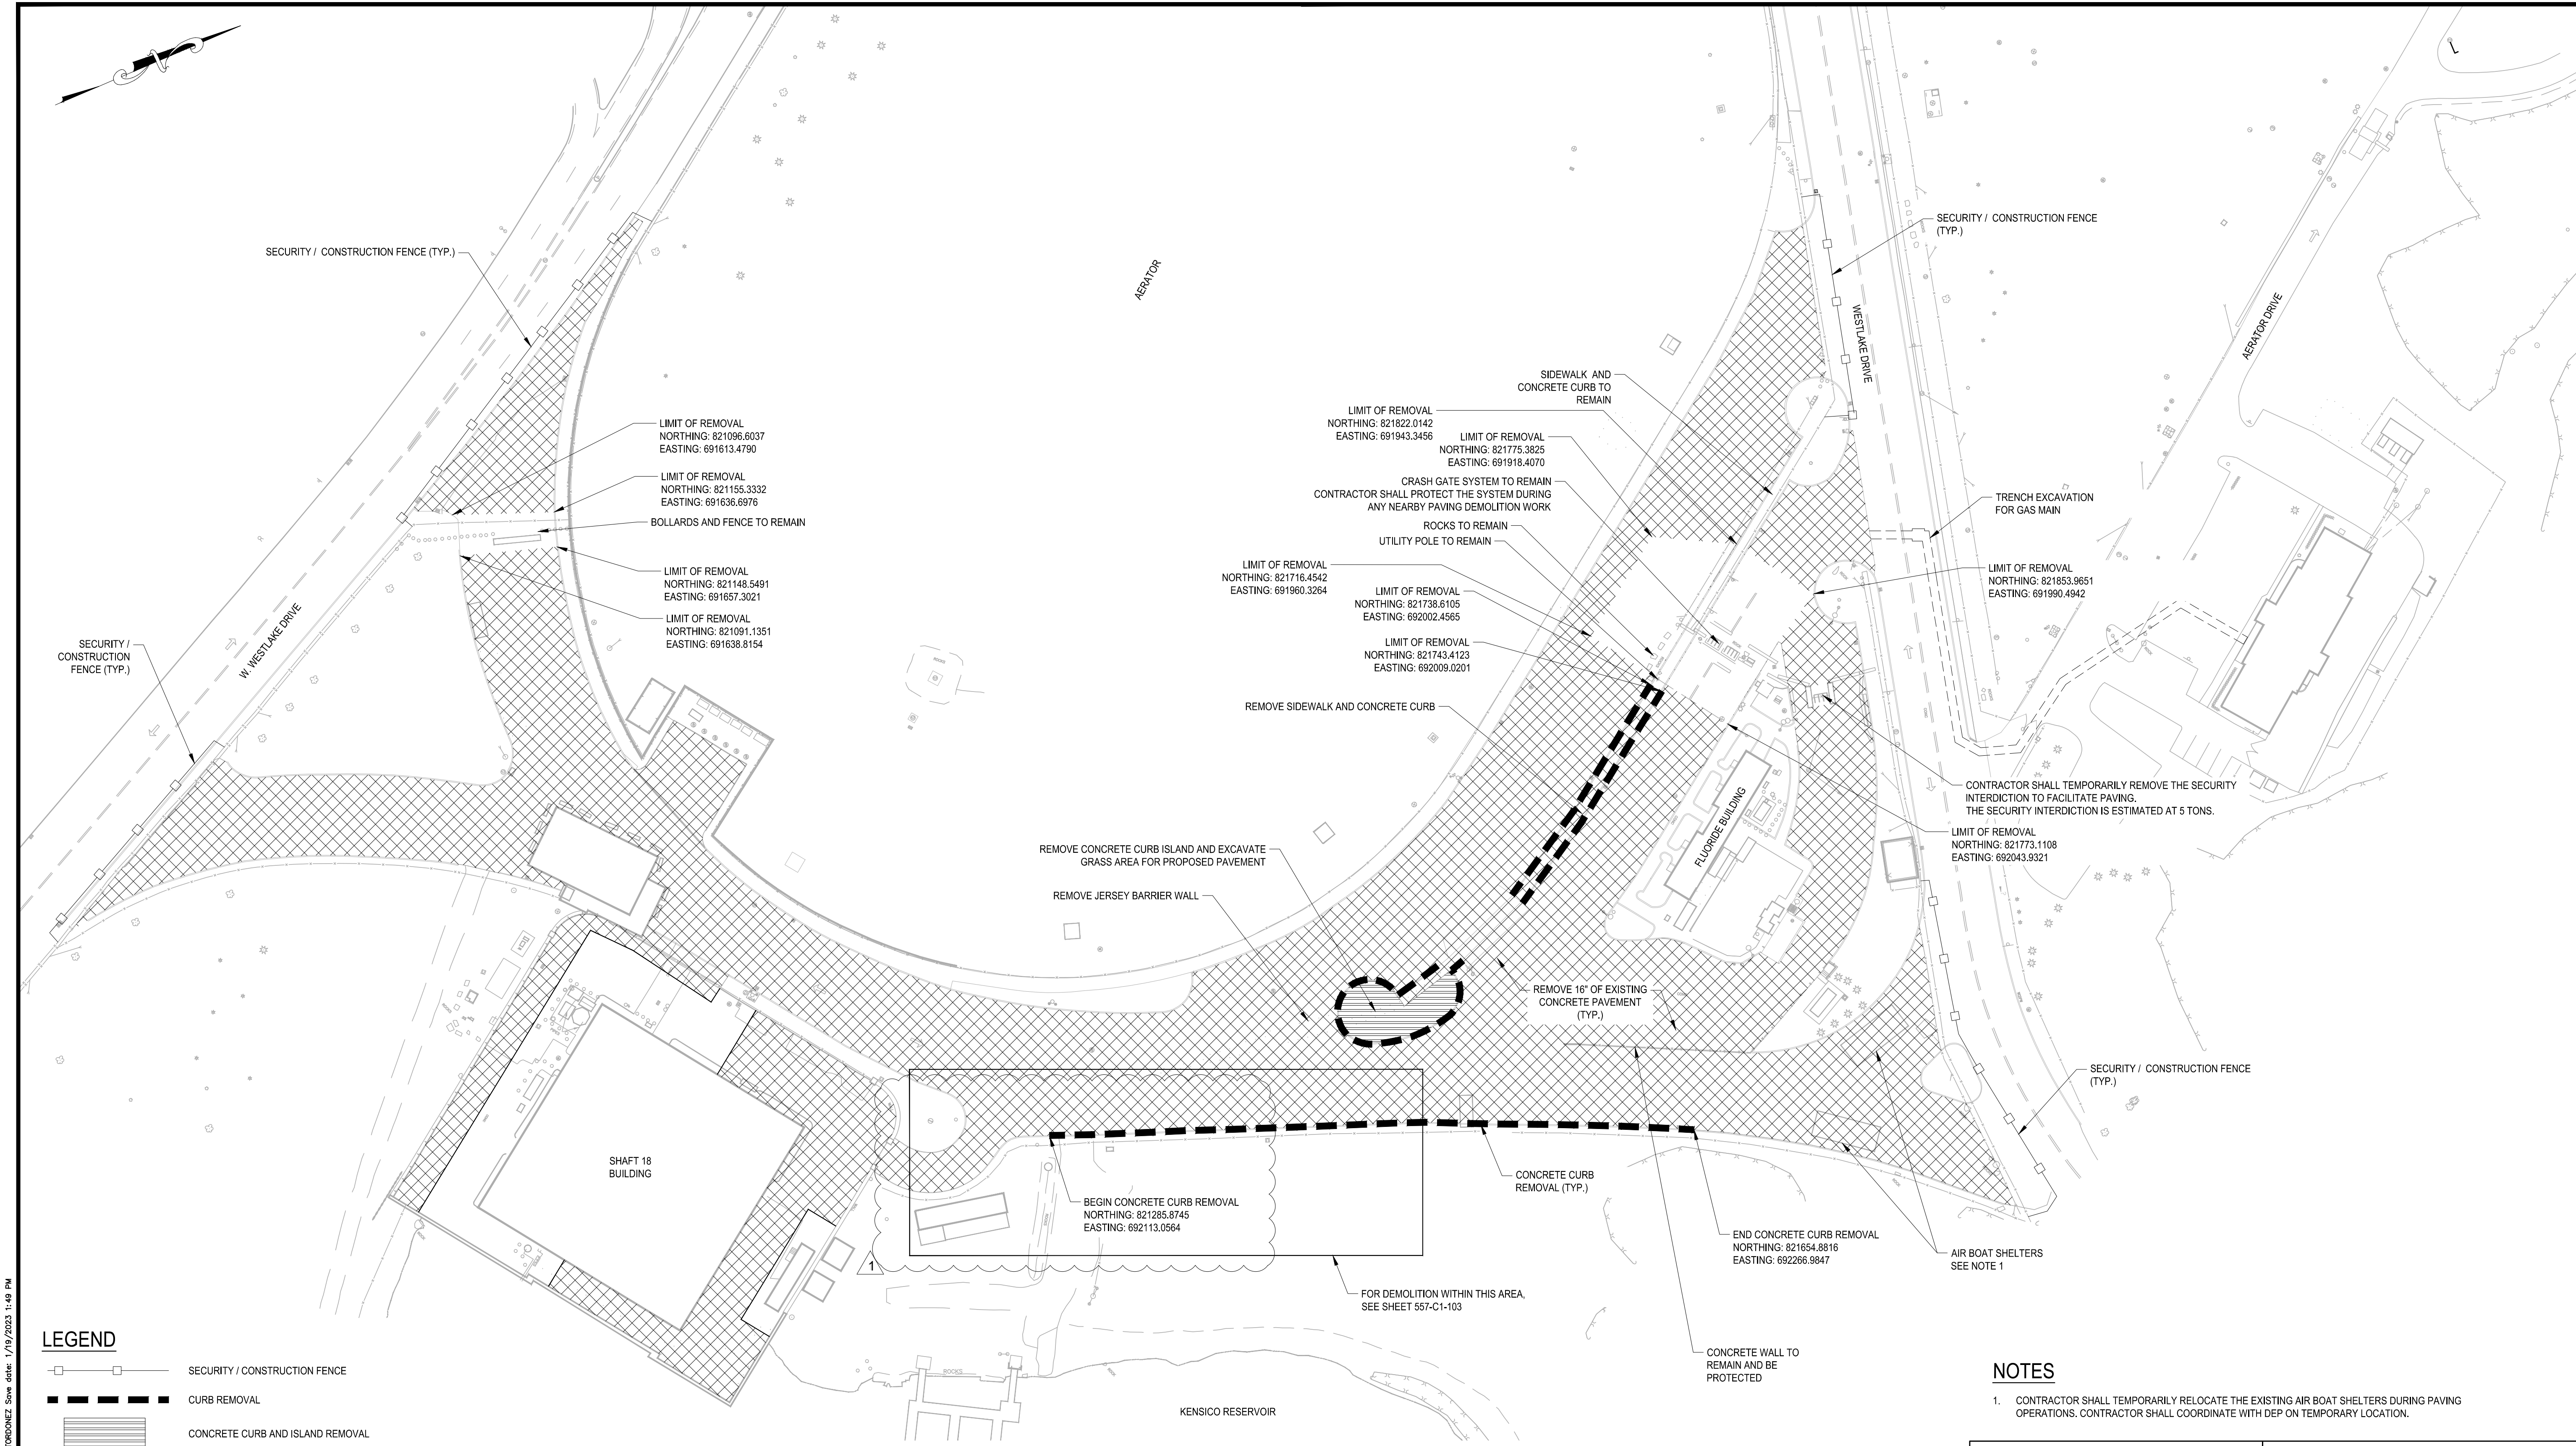 SECURITY / CONSTRUCTION FENCE (TYP.)
LIMIT OF REMOVAL
NORTHING: 821096.6037
EASTING: 691613.4790
LIMIT OF REMOVAL
NORTHING: 821155.3332
EASTING: 691636.6976
BOLLARDS AND FENCE TO REMAIN
LIMIT OF REMOVAL
NORTHING: 821148.5491
EASTING: 691657.3021
LIMIT OF REMOVAL
NORTHING: 821091.1351
EASTING: 691638.8154
W. WESTLAKE DRIVE
SECURITY /
CONSTRUCTION
FENCE (TYP.)
AERATOR
SIDEWALK AND
CONCRETE CURB TO
REMAIN
LIMIT OF REMOVAL
NORTHING: 821822.0142
EASTING: 691943.3456
LIMIT OF REMOVAL
NORTHING: 821775.3825
EASTING: 691918.4070
CRASH GATE SYSTEM TO REMAIN
CONTRACTOR SHALL PROTECT THE SYSTEM DURING
ANY NEARBY PAVING DEMOLITION WORK
ROCKS TO REMAIN
UTILITY POLE TO REMAIN
LIMIT OF REMOVAL
NORTHING: 821716.4542
EASTING: 691960.3264
LIMIT OF REMOVAL
NORTHING: 821738.6105
EASTING: 692002.4565
LIMIT OF REMOVAL
NORTHING: 821743.4123
EASTING: 692009.0201
REMOVE SIDEWALK AND CONCRETE CURB
REMOVE CONCRETE CURB ISLAND AND EXCAVATE
GRASS AREA FOR PROPOSED PAVEMENT
REMOVE JERSEY BARRIER WALL
SECURITY / CONSTRUCTION FENCE
(TYP.)
WESTLAKE DRIVE
AERATOR DRIVE
TRENCH EXCAVATION
FOR GAS MAIN
LIMIT OF REMOVAL
NORTHING: 821853.9651
EASTING: 691990.4942
CONTRACTOR SHALL TEMPORARILY REMOVE THE SECURITY
INTERDICTION TO FACILITATE PAVING.
THE SECURITY INTERDICTION IS ESTIMATED AT 5 TONS.
LIMIT OF REMOVAL
NORTHING: 821773.1108
EASTING: 692043.9321
FLUORIDE BUILDING
REMOVE 16" OF EXISTING
CONCRETE PAVEMENT
(TYP.)
SECURITY / CONSTRUCTION FENCE
(TYP.)
SHAFT 18
BUILDING
BEGIN CONCRETE CURB REMOVAL
NORTHING: 821285.8745
EASTING: 692113.0564
CONCRETE CURB
REMOVAL (TYP.)
END CONCRETE CURB REMOVAL
NORTHING: 821654.8816
EASTING: 692266.9847
AIR BOAT SHELTERS
SEE NOTE 1
1
FOR DEMOLITION WITHIN THIS AREA,
SEE SHEET 557-C1-103
CONCRETE WALL TO
REMAIN AND BE
PROTECTED
ROCKS
KENSICO RESERVOIR
LEGEND
SECURITY / CONSTRUCTION FENCE
CURB REMOVAL
CONCRETE CURB AND ISLAND REMOVAL
NOTES
1. CONTRACTOR SHALL TEMPORARILY RELOCATE THE EXISTING AIR BOAT SHELTERS DURING PAVING
OPERATIONS. CONTRACTOR SHALL COORDINATE WITH DEP ON TEMPORARY LOCATION.
TORDONEZ Save date: 1/19/2023 1:49 PM